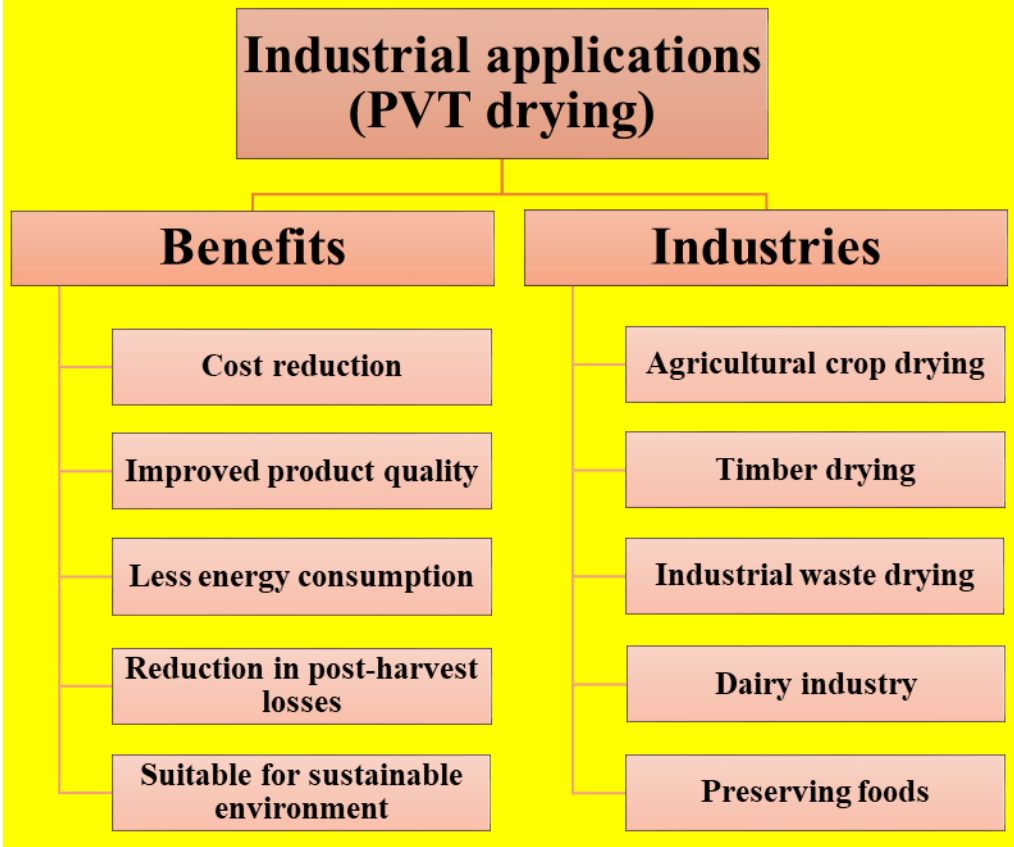 Industrial applications
(PVT drying)
Benefits
Cost reduction
Improved product quality
Less energy consumption
Reduction in post-harvest
losses
Suitable for sustainable
environment
Industries
Agricultural crop drying
Timber drying
Industrial waste drying
Dairy industry
Preserving foods